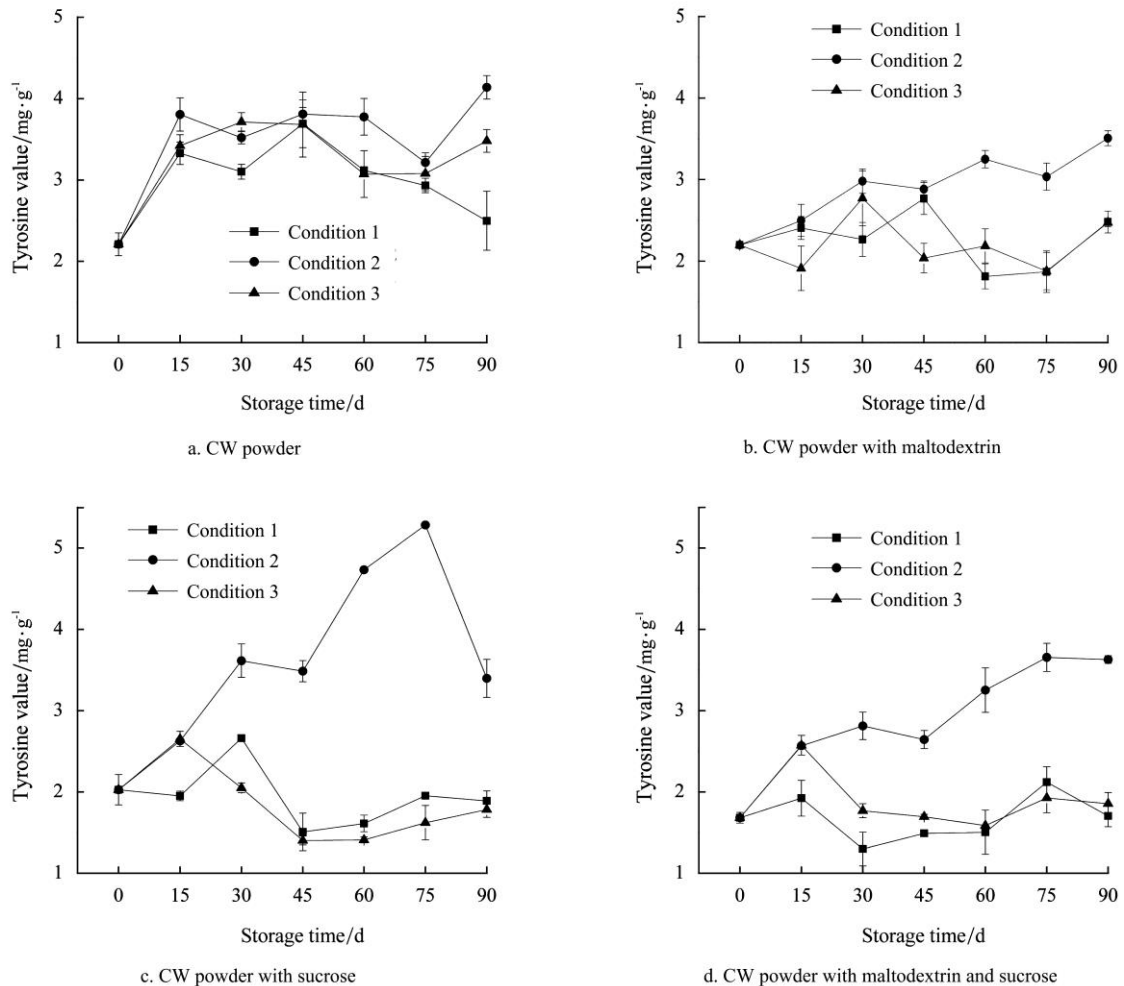 Tyrosine value/mg·g⁻¹
5
4
3
2
1
Condition 1
Condition 2
Condition 3
0 15 30 45 60 75 90
Storage time/d
a. CW powder
Tyrosine value/mg·g⁻¹
5
4
3
2
1
Condition 1
Condition 2
Condition 3
0 15 30 45 60 75 90
Storage time/d
b. CW powder with maltodextrin
Tyrosine value/mg·g⁻¹
5
4
3
2
1
Condition 1
Condition 2
Condition 3
0 15 30 45 60 75 90
Storage time/d
c. CW powder with sucrose
Tyrosine value/mg·g⁻¹
5
4
3
2
1
Condition 1
Condition 2
Condition 3
0 15 30 45 60 75 90
Storage time/d
d. CW powder with maltodextrin and sucrose